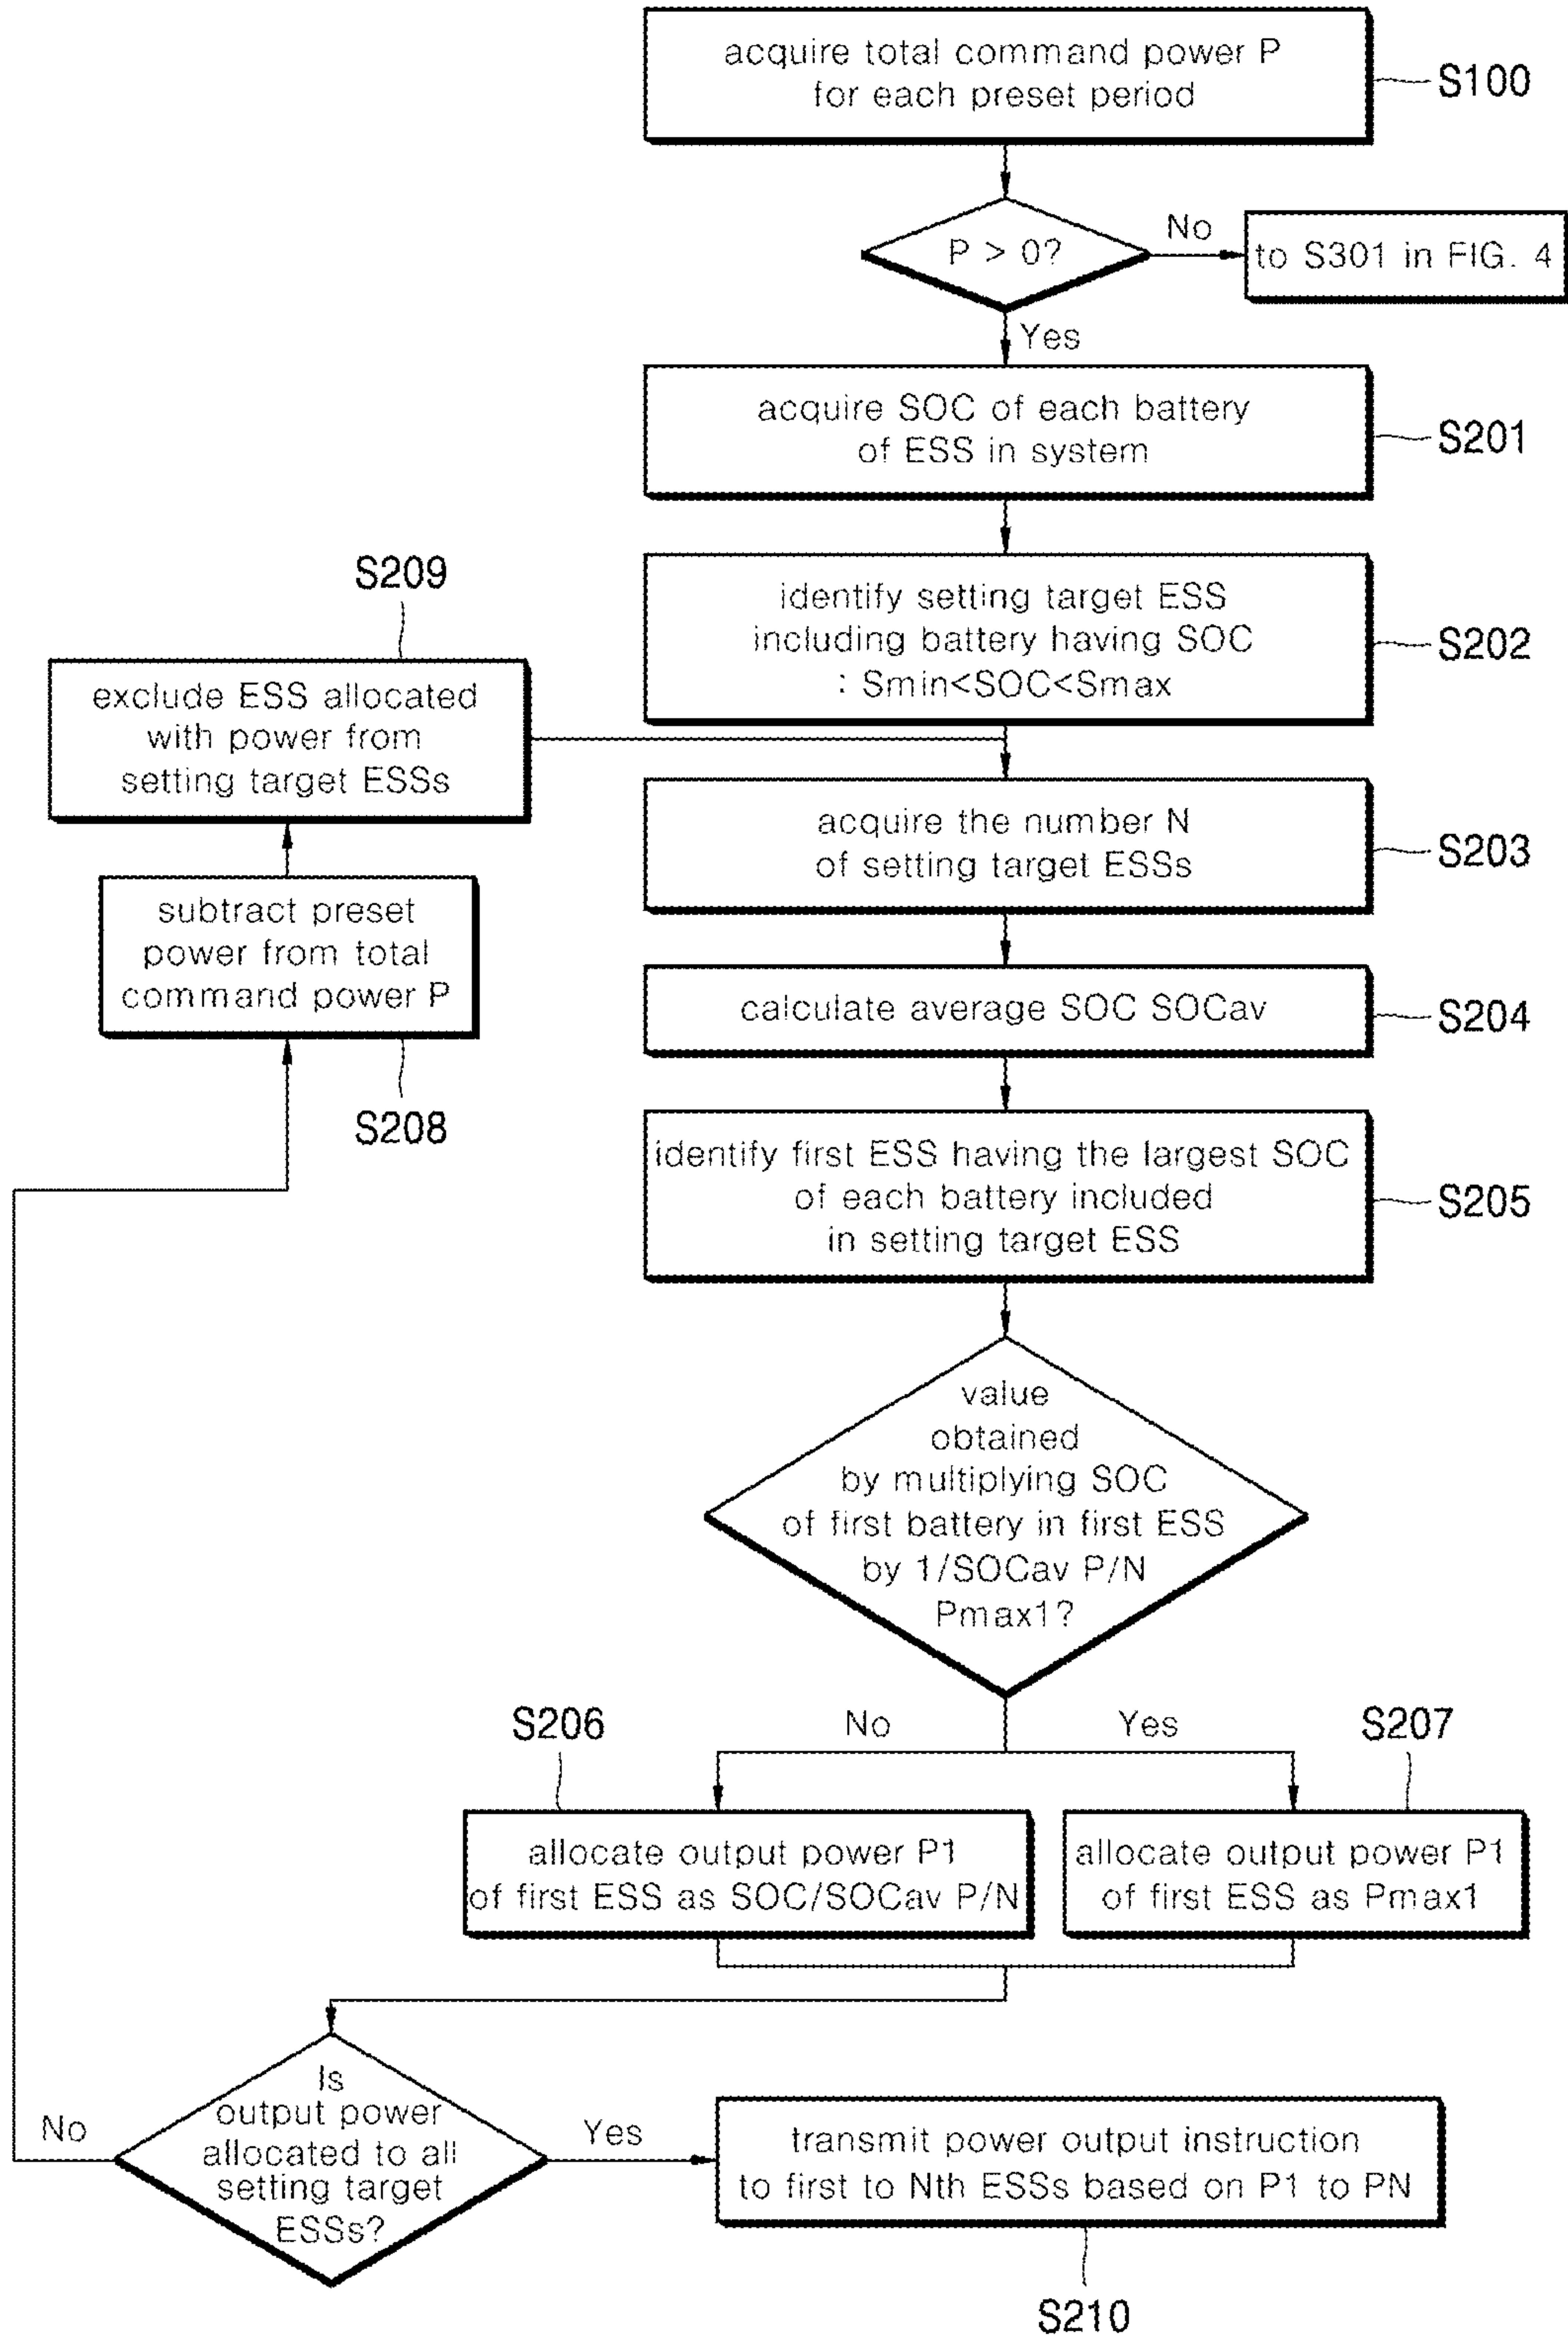 acquire total command power P
for each preset period
S100
P > 0?
No
to S301 in FIG. 4
Yes
acquire SOC of each battery
of ESS in system
S201
identify setting target ESS
including battery having SOC
: Smin<SOC<Smax
S202
S209
exclude ESS allocated
with power from
setting target ESSs
acquire the number N
of setting target ESSs
S203
subtract preset
power from total
command power P
S208
calculate average SOC SOCav
S204
identify first ESS having the largest SOC
of each battery included
in setting target ESS
S205
value
obtained
by multiplying SOC
of first battery in first ESS
by 1/SOCav P/N
Pmax1?
No
Yes
S206
S207
allocate output power P1
of first ESS as SOC/SOCav P/N
allocate output power P1
of first ESS as Pmax1
Is
output power
allocated to all
setting target
ESSs?
No
Yes
transmit power output instruction
to first to Nth ESSs based on P1 to PN
S210